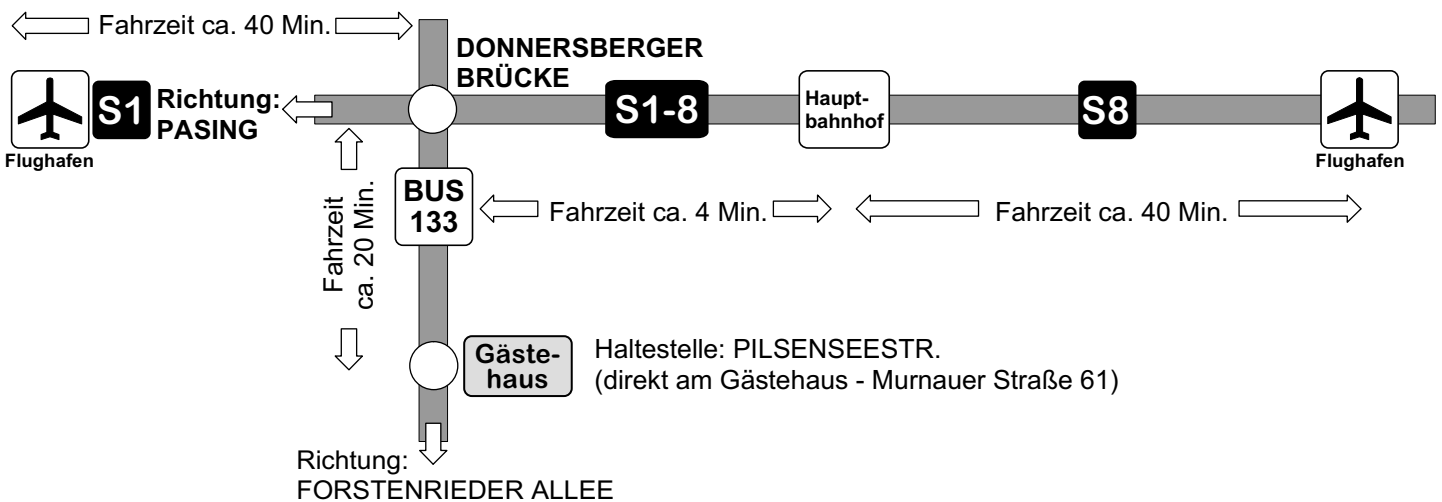 Fahrzeit ca. 40 Min.
DONNERSBERGER
BRÜCKE
Flughafen
S1
Richtung:
PASING
S1-8
Haupt-
bahnhof
S8
Flughafen
Fahrzeit
ca. 20 Min.
BUS
133
Fahrzeit ca. 4 Min.
Fahrzeit ca. 40 Min.
Gäste-
haus
Haltestelle: PILSENSEESTR.
(direkt am Gästehaus - Murnauer Straße 61)
Richtung:
FORSTENRIEDER ALLEE